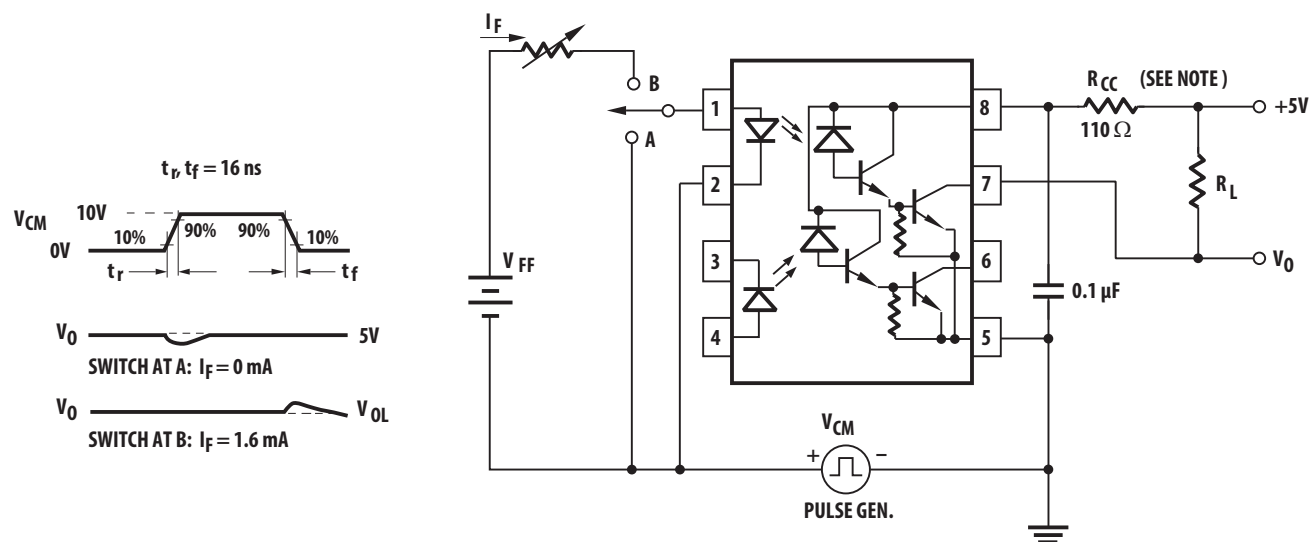 t_r, t_f = 16 ns
V_CM
10V
0V
10%
90%
90%
10%
t_r
t_f
V_O
5V
SWITCH AT A: I_F = 0 mA
V_O
V_OL
SWITCH AT B: I_F = 1.6 mA
I_F
B
A
V_FF
1
2
3
4
8
7
6
5
R_CC (SEE NOTE )
110 Ω
+5V
R_L
V_O
0.1 µF
V_CM
+
–
PULSE GEN.